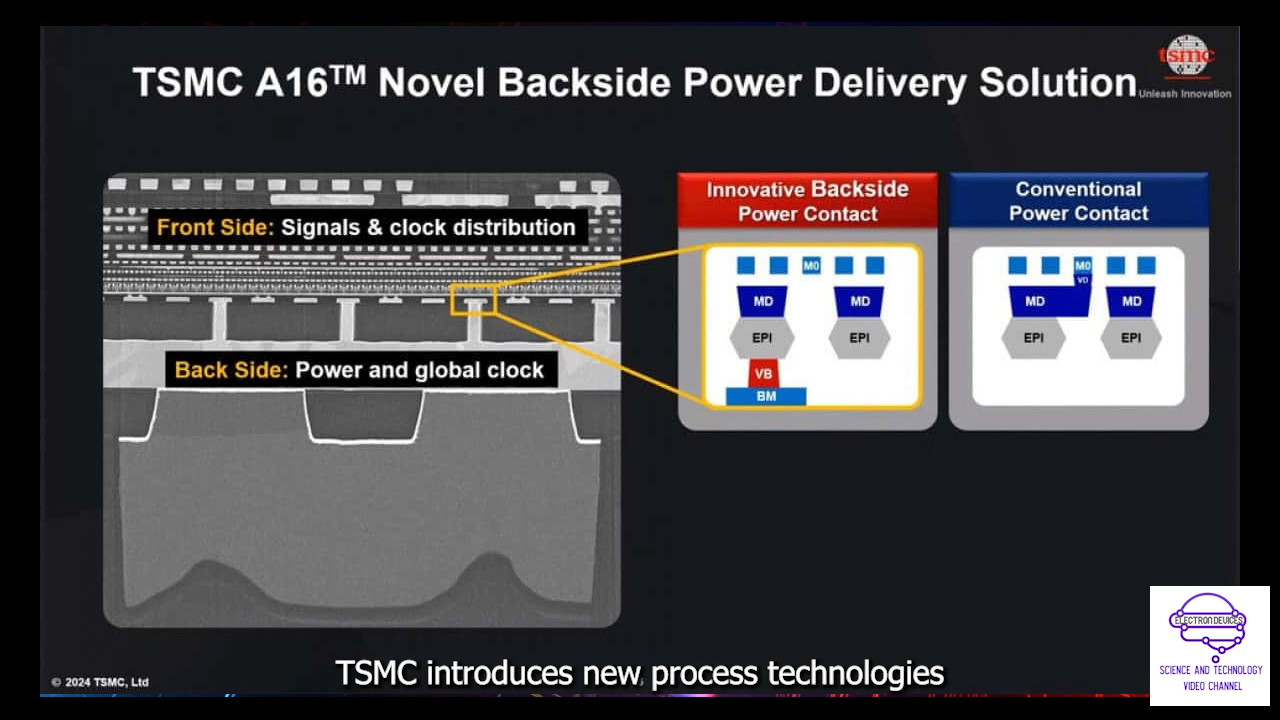 TSMC A16™ Novel Backside Power Delivery Solution
tsmc
Unleash Innovation
Front Side: Signals & clock distribution
Back Side: Power and global clock
Innovative Backside
Power Contact
M0
MD
MD
EPI
EPI
VB
BM
Conventional
Power Contact
M0
VD
MD
MD
EPI
EPI
© 2024 TSMC, Ltd
TSMC introduces new process technologies
ELECTRON DEVICES
SCIENCE AND TECHNOLOGY
VIDEO CHANNEL